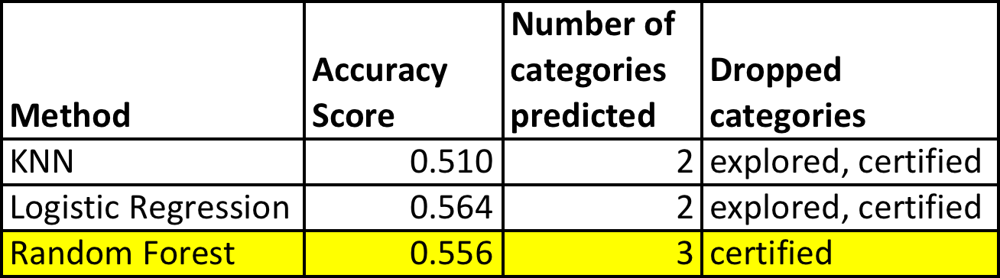 Method Accuracy Score Number of categories predicted Dropped categories
KNN 0.510 2 explored, certified
Logistic Regression 0.564 2 explored, certified
Random Forest 0.556 3 certified